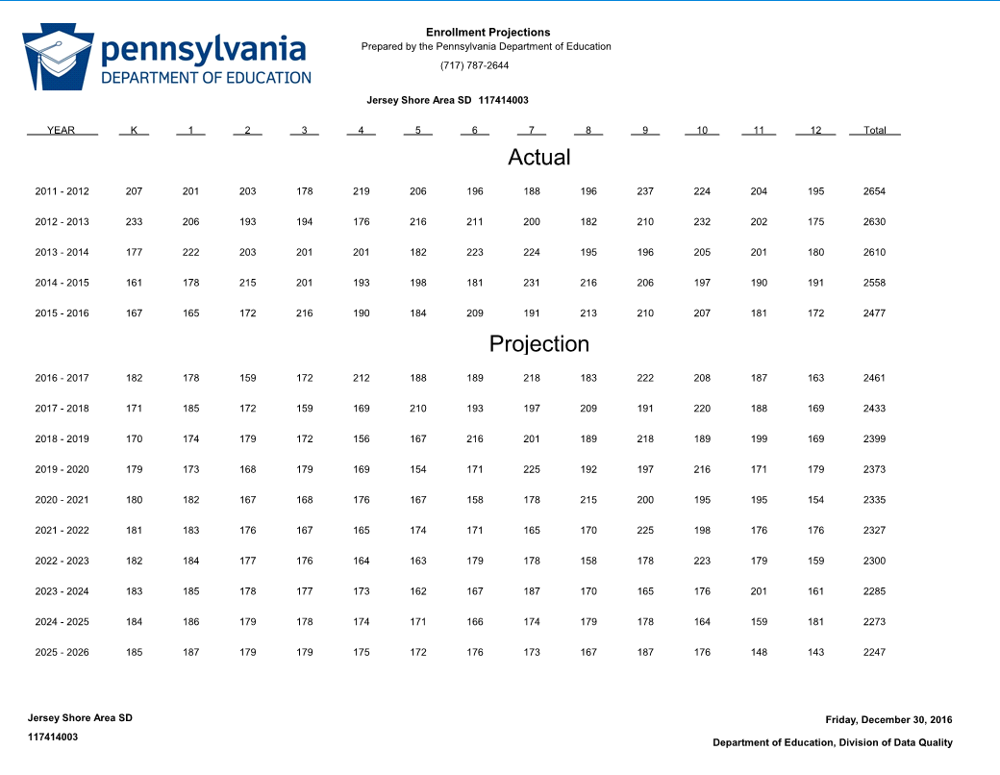 pennsylvania
DEPARTMENT OF EDUCATION
Enrollment Projections
Prepared by the Pennsylvania Department of Education
(717) 787-2644
Jersey Shore Area SD 117414003
YEAR K 1 2 3 4 5 6 7 8 9 10 11 12 Total
Actual
2011 - 2012 207 201 203 178 219 206 196 188 196 237 224 204 195 2654
2012 - 2013 233 206 193 194 176 216 211 200 182 210 232 202 175 2630
2013 - 2014 177 222 203 201 201 182 223 224 195 196 205 201 180 2610
2014 - 2015 161 178 215 201 193 198 181 231 216 206 197 190 191 2558
2015 - 2016 167 165 172 216 190 184 209 191 213 210 207 181 172 2477
Projection
2016 - 2017 182 178 159 172 212 188 189 218 183 222 208 187 163 2461
2017 - 2018 171 185 172 159 169 210 193 197 209 191 220 188 169 2433
2018 - 2019 170 174 179 172 156 167 216 201 189 218 189 199 169 2399
2019 - 2020 179 173 168 179 169 154 171 225 192 197 216 171 179 2373
2020 - 2021 180 182 167 168 176 167 158 178 215 200 195 195 154 2335
2021 - 2022 181 183 176 167 165 174 171 165 170 225 198 176 176 2327
2022 - 2023 182 184 177 176 164 163 179 178 158 178 223 179 159 2300
2023 - 2024 183 185 178 177 173 162 167 187 170 165 176 201 161 2285
2024 - 2025 184 186 179 178 174 171 166 174 179 178 164 159 181 2273
2025 - 2026 185 187 179 179 175 172 176 173 167 187 176 148 143 2247
Jersey Shore Area SD
117414003
Friday, December 30, 2016
Department of Education, Division of Data Quality